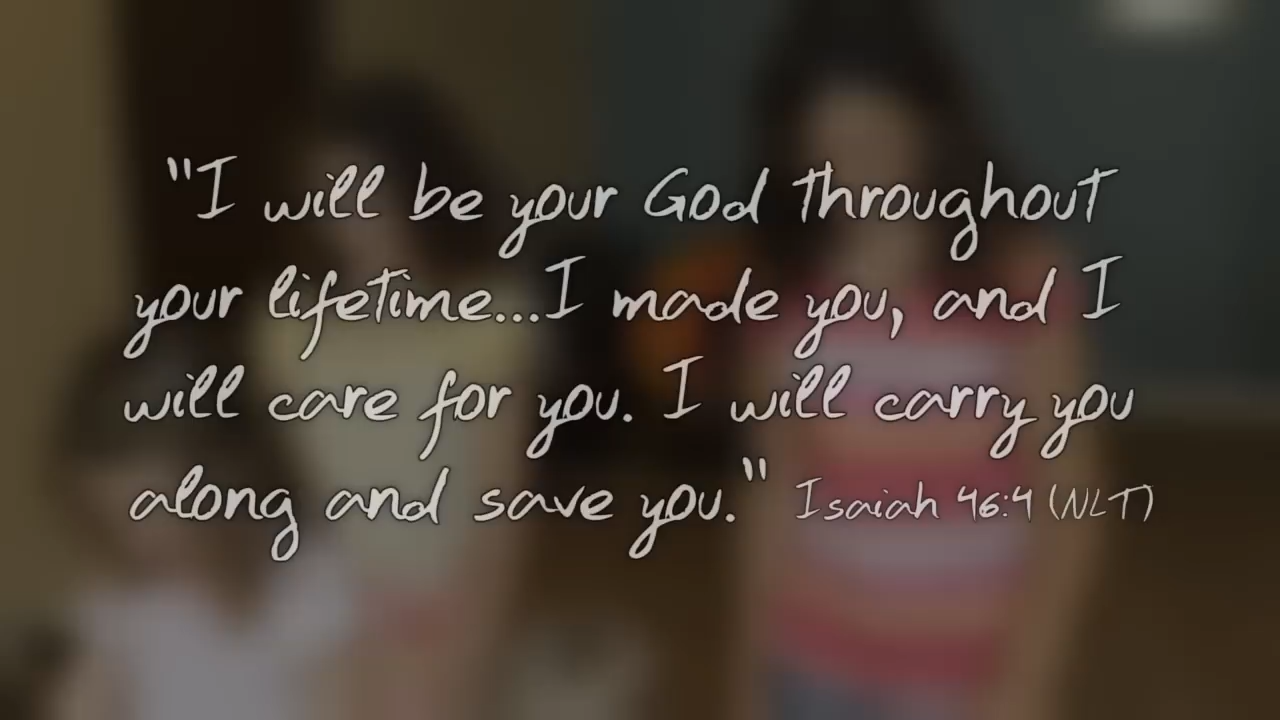 "I will be your God throughout
your lifetime...I made you, and I
will care for you. I will carry you
along and save you." Isaiah 46:4 (NLT)